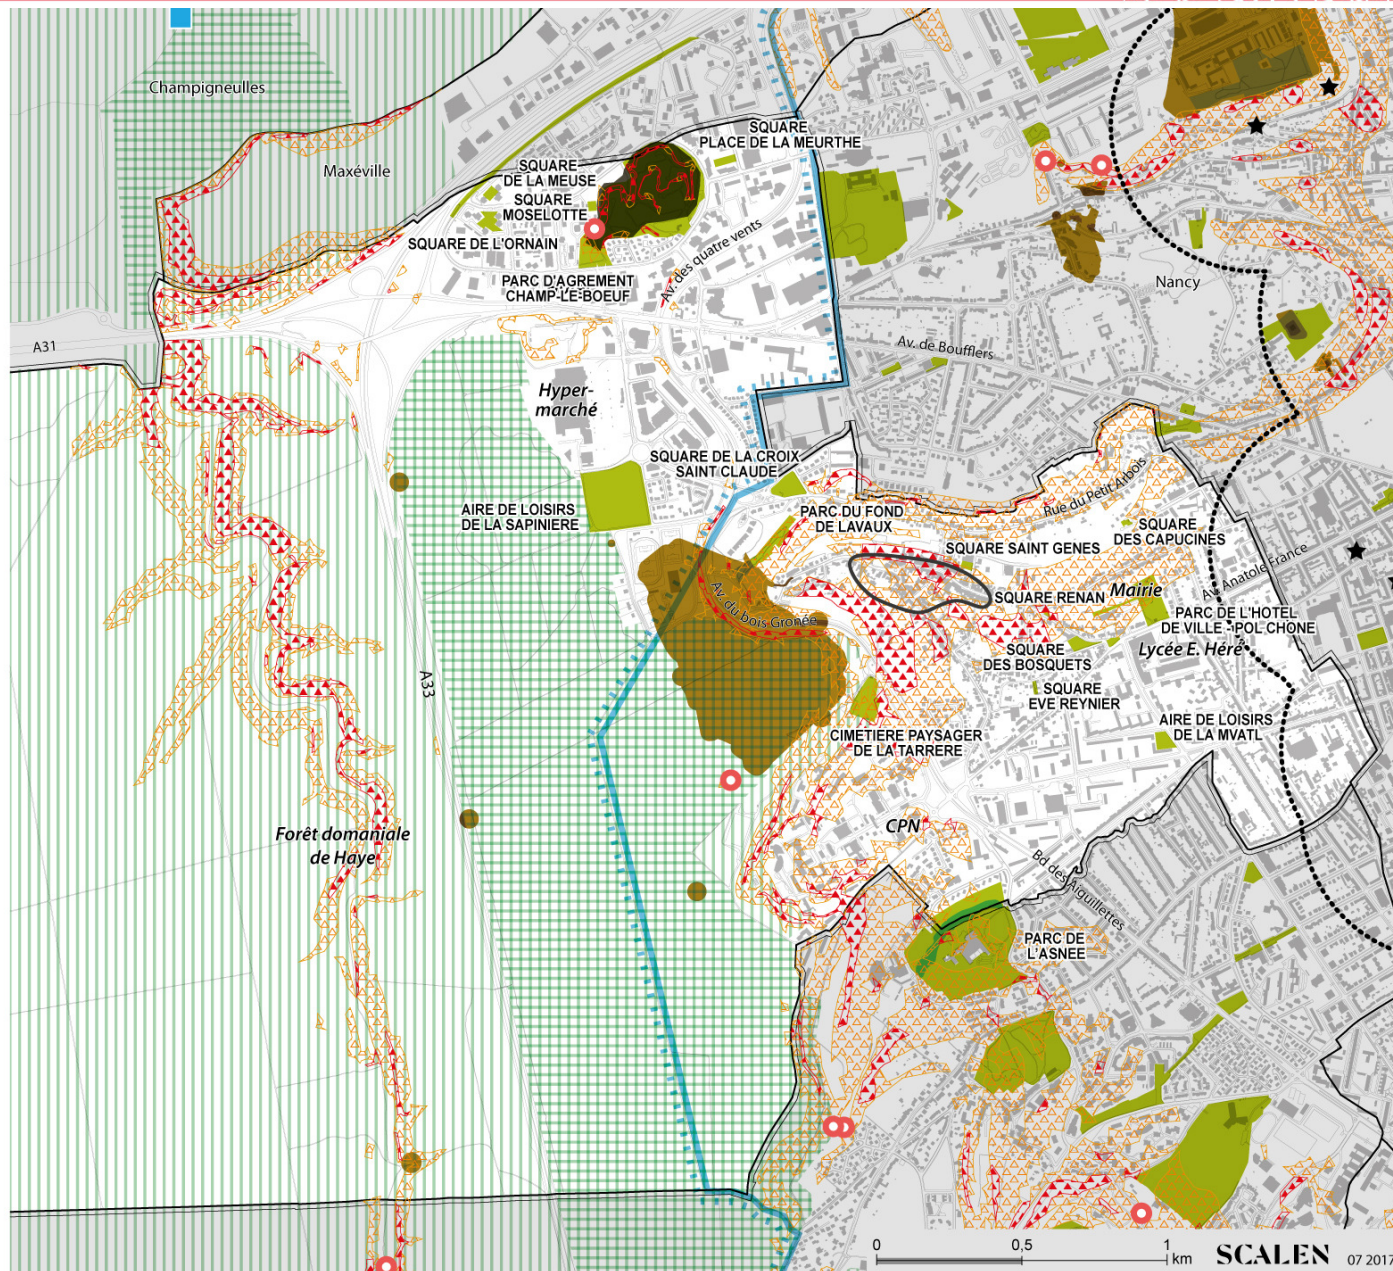 Champigneulles
SQUARE
PLACE DE LA MEURTHE
Maxéville
SQUARE
DE LA MEUSE
SQUARE
MOSELOTTE
SQUARE DE L'ORNAIN
PARC D'AGREMENT
CHAMP-LE-BOEUF
Av. des quatre vents
Nancy
A31
Av. de Boufflers
Hyper-
marché
SQUARE DE LA CROIX
SAINT CLAUDE
Rue du Petit Arbois
AIRE DE LOISIRS
DE LA SAPINIERE
PARC DU FOND
DE LAVAUX
SQUARE
DES CAPUCINES
SQUARE SAINT GENES
Av. Anatole France
Av. du bois Gronée
SQUARE RENAN
Mairie
PARC DE L'HOTEL
DE VILLE - POL CHONE
Lycée E. Héré
SQUARE
DES BOSQUETS
A33
SQUARE
EVE REYNIER
AIRE DE LOISIRS
DE LA MVATL
CIMETIERE PAYSAGER
DE LA TARRERE
Forêt domaniale
de Haye
CPN
Bd des Aiguillettes
PARC DE
L'ASNEE
0 0,5 1
km
SCALEN 07 2017